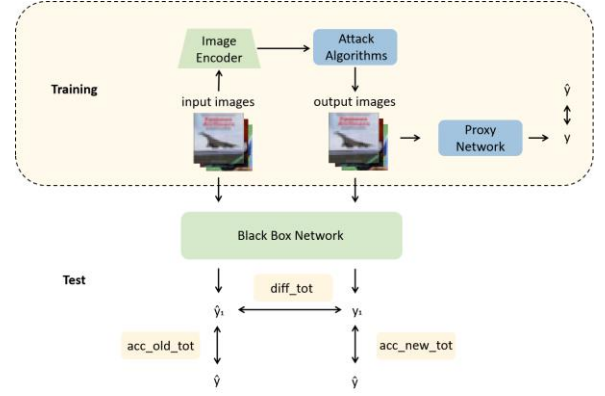 Image
Encoder
Attack
Algorithms
Training
input images
output images
ŷ
Proxy
Network
y
Black Box Network
Test
diff_tot
ŷ₁
y₁
acc_old_tot
acc_new_tot
ŷ
ŷ